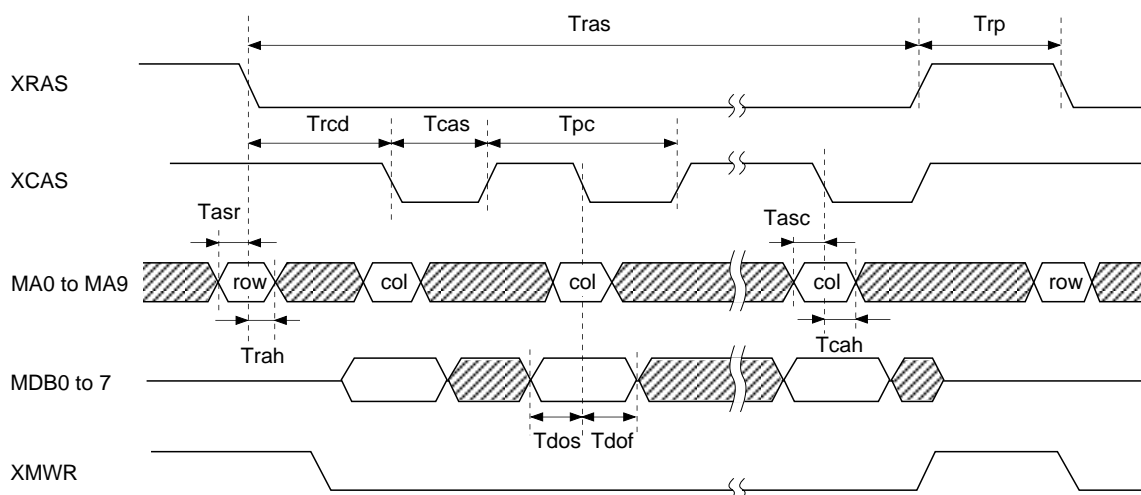 Tras Trp
XRAS
Trcd Tcas Tpc
XCAS
Tasr Tasc
MA0 to MA9 row col col col row
Trah Tcah
MDB0 to 7
Tdos Tdof
XMWR